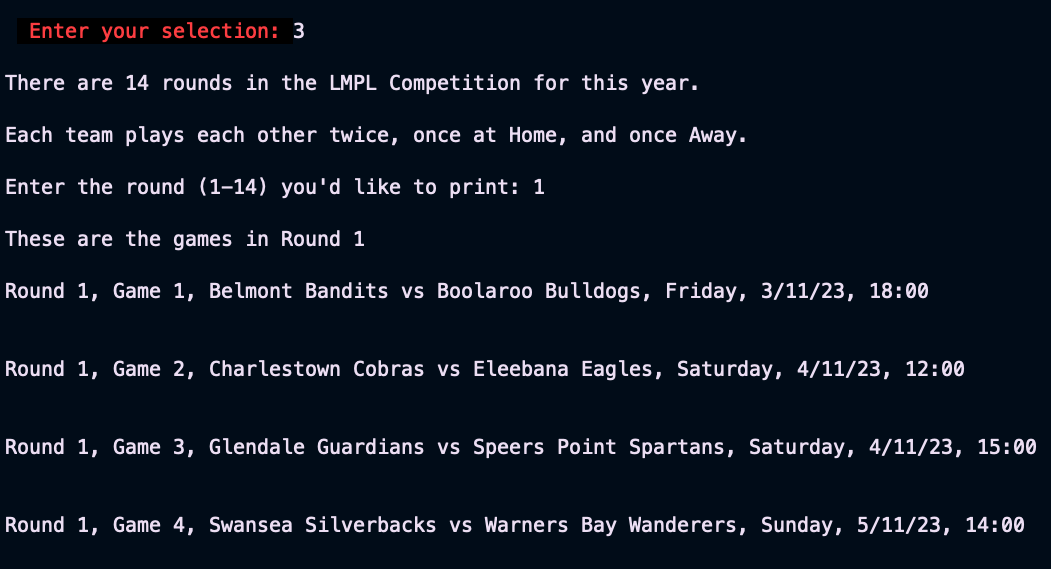 Enter your selection: 3
There are 14 rounds in the LMPL Competition for this year.
Each team plays each other twice, once at Home, and once Away.
Enter the round (1-14) you'd like to print: 1
These are the games in Round 1
Round 1, Game 1, Belmont Bandits vs Boolaroo Bulldogs, Friday, 3/11/23, 18:00
Round 1, Game 2, Charlestown Cobras vs Eleebana Eagles, Saturday, 4/11/23, 12:00
Round 1, Game 3, Glendale Guardians vs Speers Point Spartans, Saturday, 4/11/23, 15:00
Round 1, Game 4, Swansea Silverbacks vs Warners Bay Wanderers, Sunday, 5/11/23, 14:00